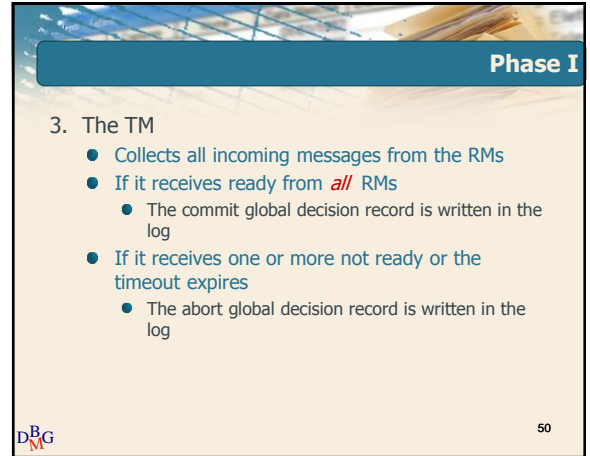 Phase I
3. The TM
Collects all incoming messages from the RMs
If it receives ready from all RMs
The commit global decision record is written in the
log
If it receives one or more not ready or the
timeout expires
The abort global decision record is written in the
log
DBMG
50